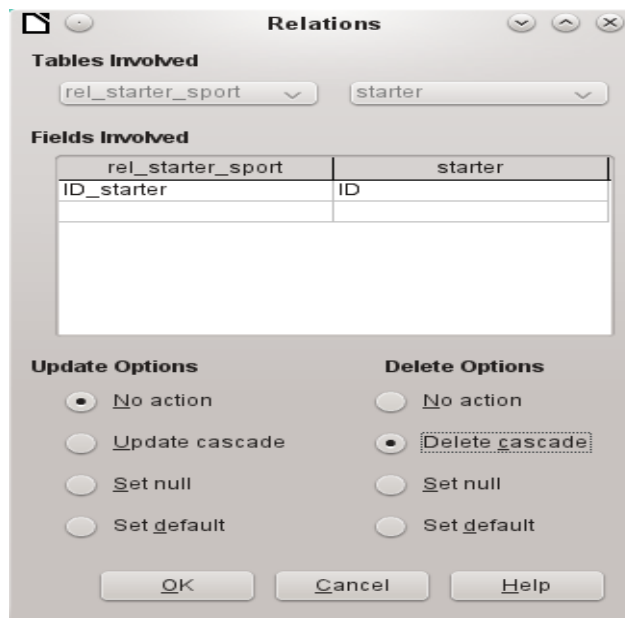 Relations
Tables Involved
rel_starter_sport starter
Fields Involved
rel_starter_sport starter
ID_starter ID
Update Options Delete Options
No action No action
Update cascade Delete cascade
Set null Set null
Set default Set default
OK Cancel Help